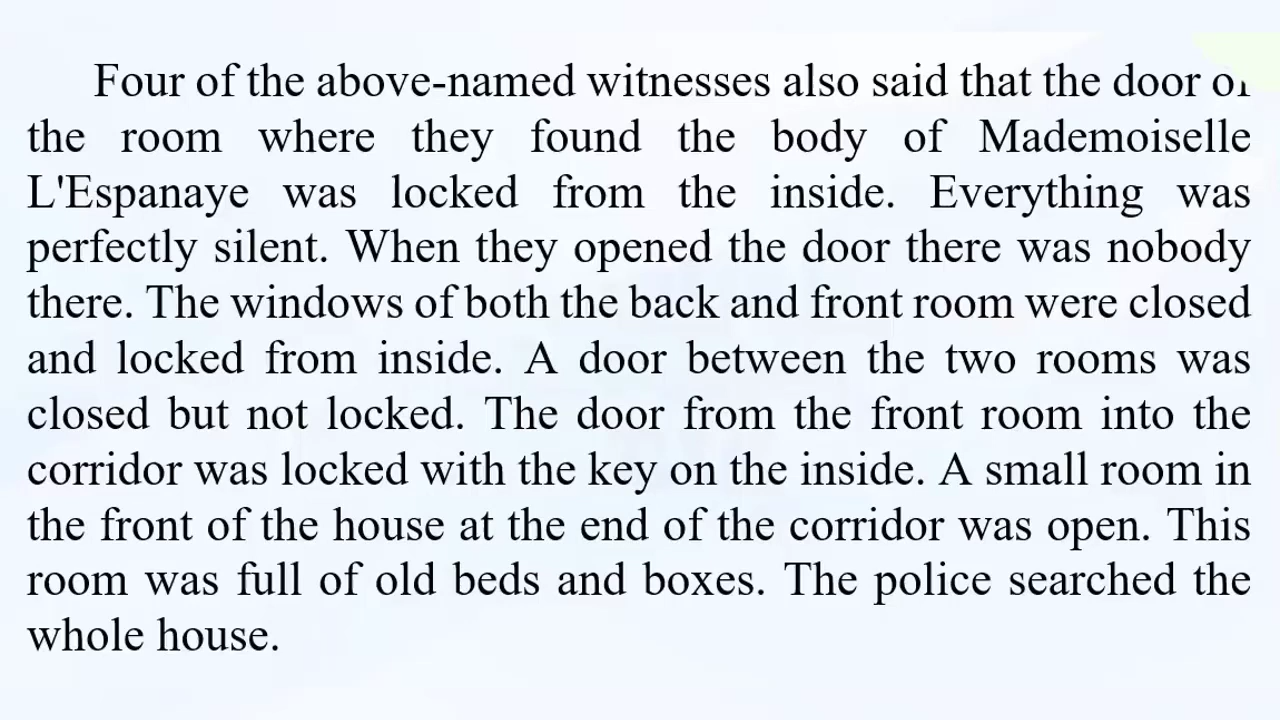 Four of the above-named witnesses also said that the door of
the room where they found the body of Mademoiselle
L'Espanaye was locked from the inside. Everything was
perfectly silent. When they opened the door there was nobody
there. The windows of both the back and front room were closed
and locked from inside. A door between the two rooms was
closed but not locked. The door from the front room into the
corridor was locked with the key on the inside. A small room in
the front of the house at the end of the corridor was open. This
room was full of old beds and boxes. The police searched the
whole house.